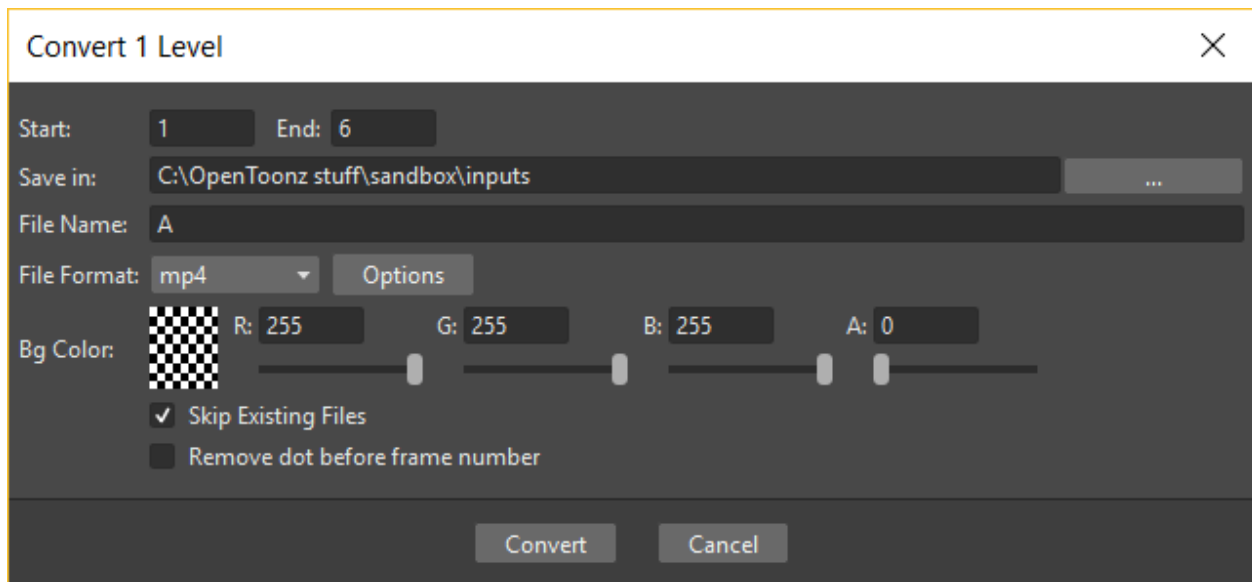 Convert 1 Level
Start: 1 End: 6
Save in: C:\OpenToonz stuff\sandbox\inputs ...
File Name: A
File Format: mp4 Options
Bg Color: R: 255 G: 255 B: 255 A: 0
Skip Existing Files
Remove dot before frame number
Convert Cancel